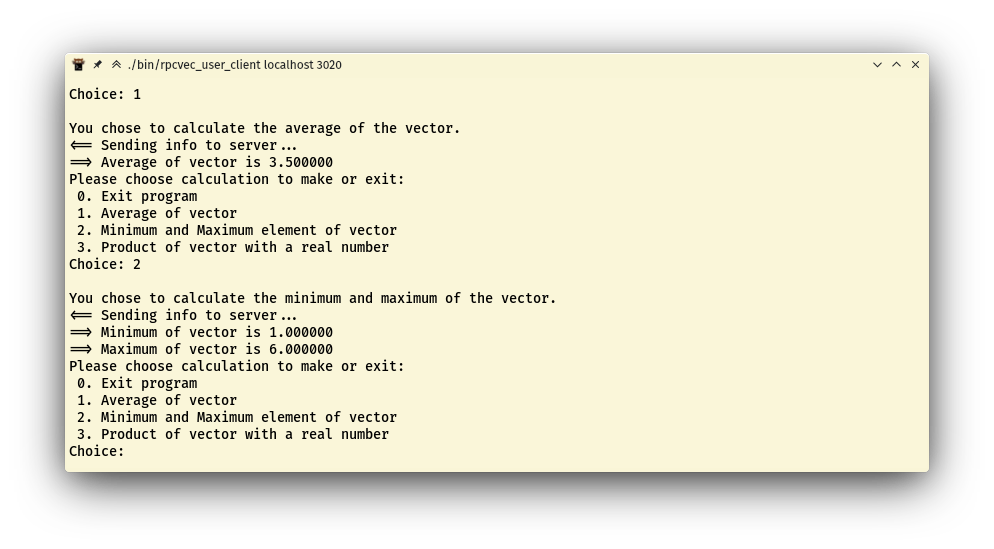 ./bin/rpcvec_user_client localhost 3020
Choice: 1
You chose to calculate the average of the vector.
<== Sending info to server...
==> Average of vector is 3.500000
Please choose calculation to make or exit:
0. Exit program
1. Average of vector
2. Minimum and Maximum element of vector
3. Product of vector with a real number
Choice: 2
You chose to calculate the minimum and maximum of the vector.
<== Sending info to server...
==> Minimum of vector is 1.000000
==> Maximum of vector is 6.000000
Please choose calculation to make or exit:
0. Exit program
1. Average of vector
2. Minimum and Maximum element of vector
3. Product of vector with a real number
Choice: